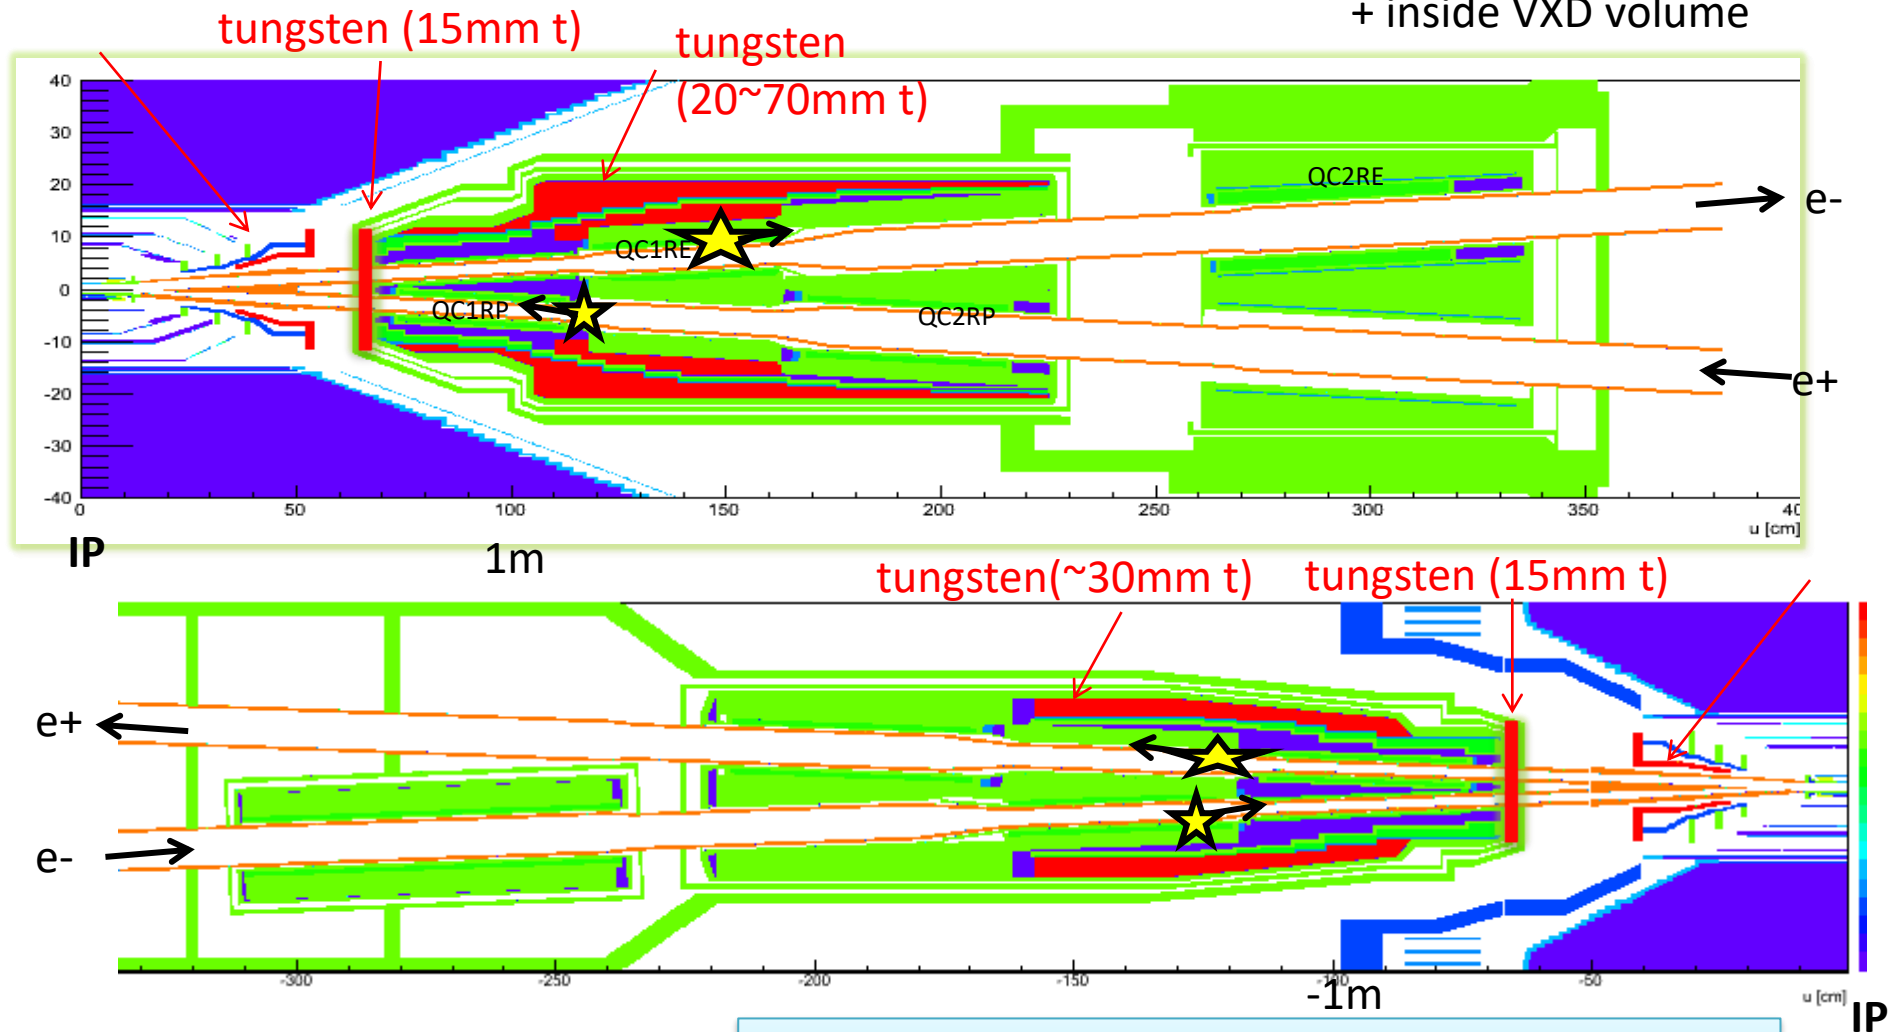 + inside VXD volume
tungsten (15mm t)
tungsten
(20~70mm t)
40
30
20
10
0
-10
-20
-30
-40
QC2RE
QC1RE
QC1RP
QC2RP
e-
e+
0 50 100 150 200 250 300 350 40
u [cm]
IP
1m
tungsten(~30mm t)
tungsten (15mm t)
e+
e-
-300 -250 -200 -150 -100 -50
-1m
u [cm]
IP